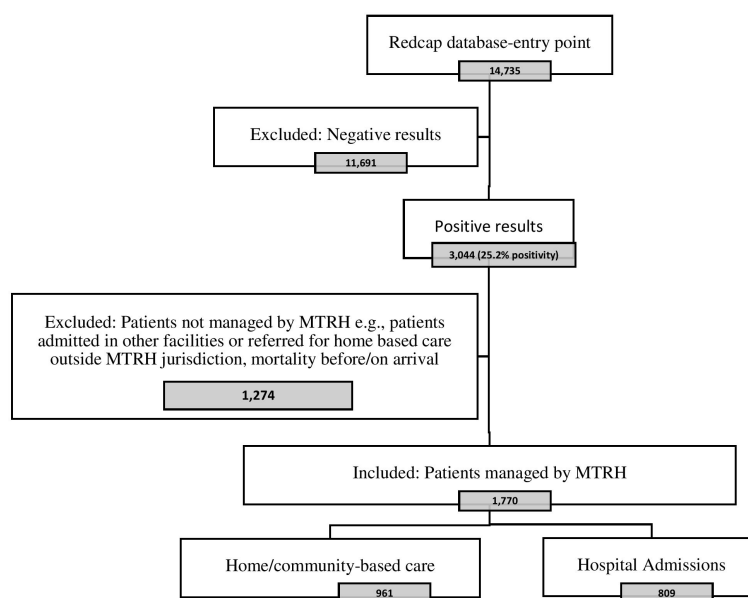 Redcap database-entry point
14,735
Excluded: Negative results
11,691
Positive results
3,044 (25.2% positivity)
Excluded: Patients not managed by MTRH e.g., patients
admitted in other facilities or referred for home based care
outside MTRH jurisdiction, mortality before/on arrival
1,274
Included: Patients managed by MTRH
1,770
Home/community-based care
961
Hospital Admissions
809